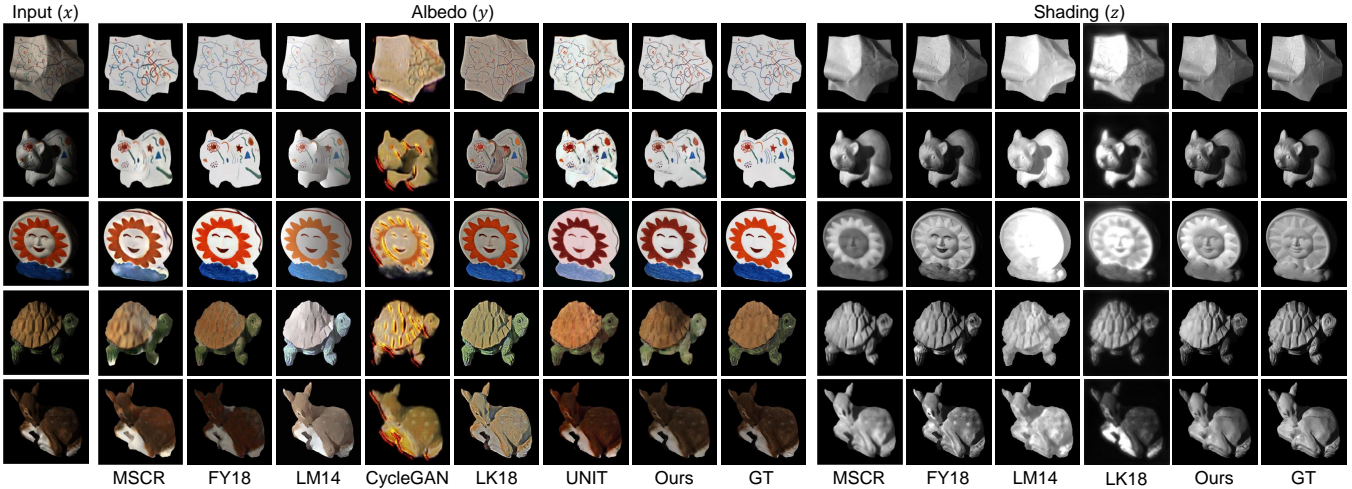 Input (x) Albedo (y) Shading (z)
MSCR FY18 LM14 CycleGAN LK18 UNIT Ours GT MSCR FY18 LM14 LK18 Ours GT